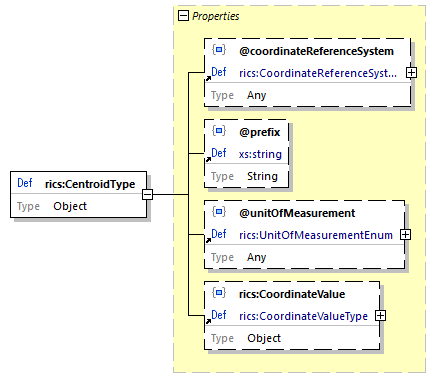 Properties
@coordinateReferenceSystem
Def rics:CoordinateReferenceSyst...
Type Any
@prefix
Def xs:string
Type String
Def rics:CentroidType
Type Object
@unitOfMeasurement
Def rics:UnitOfMeasurementEnum
Type Any
rics:CoordinateValue
Def rics:CoordinateValueType
Type Object